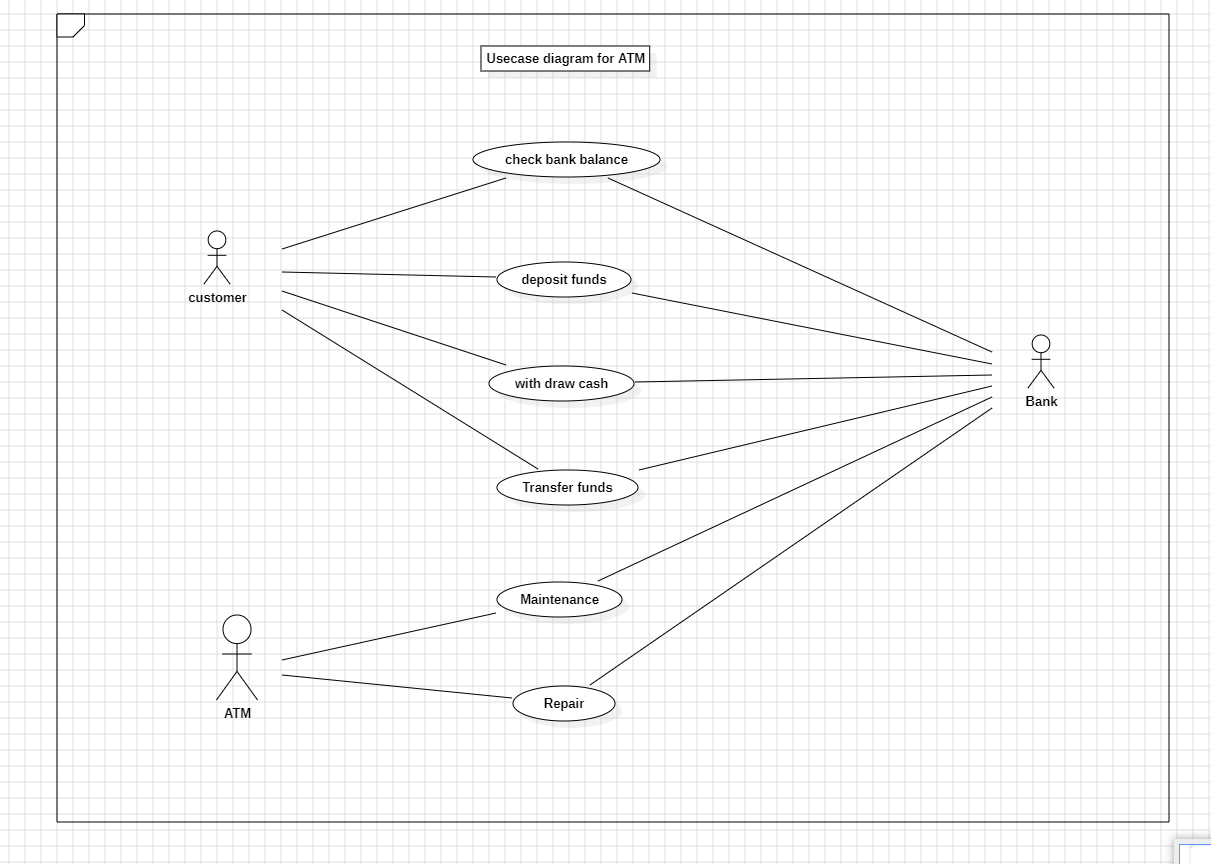 Usecase diagram for ATM
check bank balance
customer
deposit funds
with draw cash
Bank
Transfer funds
Maintenance
ATM
Repair